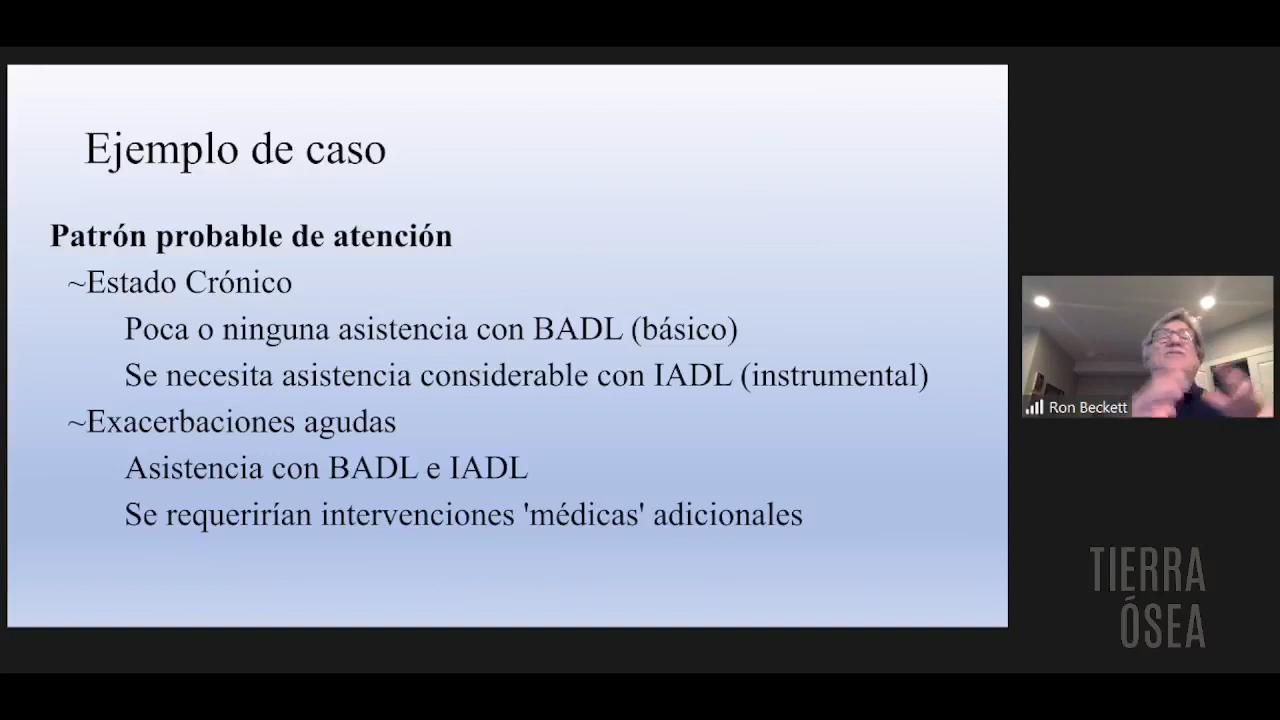 Ejemplo de caso
Patrón probable de atención
~Estado Crónico
Poca o ninguna asistencia con BADL (básico)
Se necesita asistencia considerable con IADL (instrumental)
~Exacerbaciones agudas
Asistencia con BADL e IADL
Se requerirían intervenciones 'médicas' adicionales
Ron Beckett
TIERRA
ÓSEA